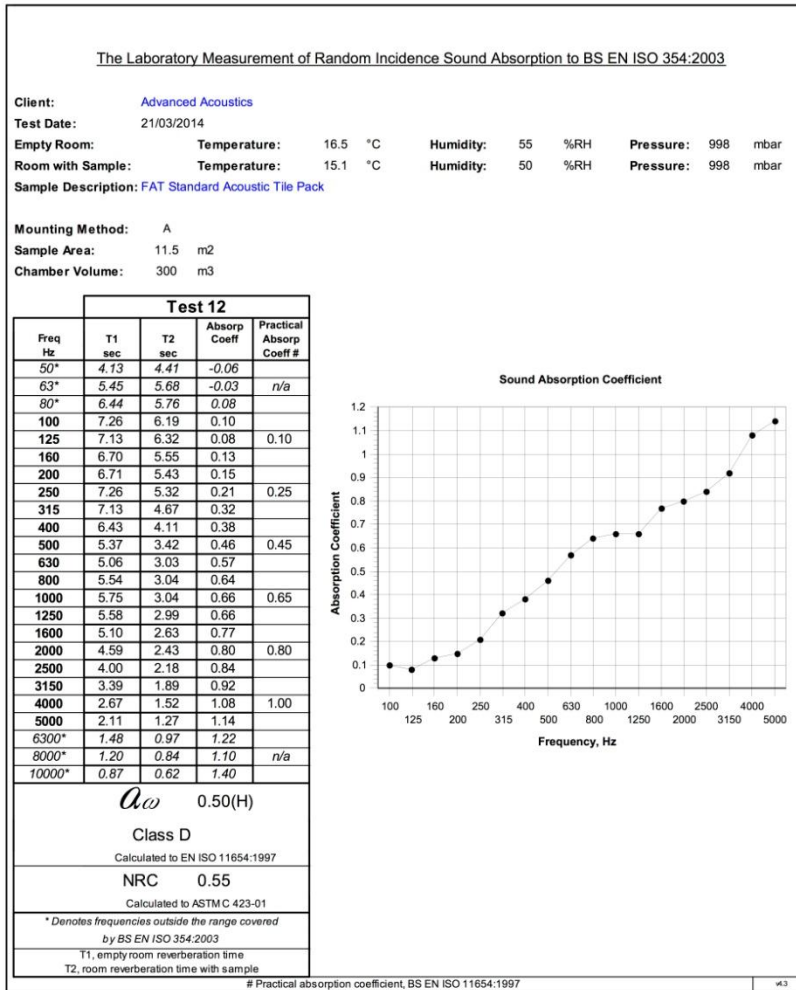 The Laboratory Measurement of Random Incidence Sound Absorption to BS EN ISO 354:2003
Client: Advanced Acoustics
Test Date: 21/03/2014
Empty Room: Temperature: 16.5 °C Humidity: 55 %RH Pressure: 998 mbar
Room with Sample: Temperature: 15.1 °C Humidity: 50 %RH Pressure: 998 mbar
Sample Description: FAT Standard Acoustic Tile Pack
Mounting Method: A
Sample Area: 11.5 m2
Chamber Volume: 300 m3
Test 12
Freq Hz T1 sec T2 sec Absorp Coeff Practical Absorp Coeff #
50* 4.13 4.41 -0.06
63* 5.45 5.68 -0.03 n/a
80* 6.44 5.76 0.08
100 7.26 6.19 0.10
125 7.13 6.32 0.08 0.10
160 6.70 5.55 0.13
200 6.71 5.43 0.15
250 7.26 5.32 0.21 0.25
315 7.13 4.67 0.32
400 6.43 4.11 0.38
500 5.37 3.42 0.46 0.45
630 5.06 3.03 0.57
800 5.54 3.04 0.64
1000 5.75 3.04 0.66 0.65
1250 5.58 2.99 0.66
1600 5.10 2.63 0.77
2000 4.59 2.43 0.80 0.80
2500 4.00 2.18 0.84
3150 3.39 1.89 0.92
4000 2.67 1.52 1.08 1.00
5000 2.11 1.27 1.14
6300* 1.48 0.97 1.22
8000* 1.20 0.84 1.10 n/a
10000* 0.87 0.62 1.40
aω 0.50(H)
Class D
Calculated to EN ISO 11654:1997
NRC 0.55
Calculated to ASTM C 423-01
* Denotes frequencies outside the range covered
by BS EN ISO 354:2003
T1, empty room reverberation time
T2, room reverberation time with sample
Sound Absorption Coefficient
Absorption Coefficient
1.2
1.1
1
0.9
0.8
0.7
0.6
0.5
0.4
0.3
0.2
0.1
0
100 160 250 400 630 1000 1600 2500 4000
125 200 315 500 800 1250 2000 3150 5000
Frequency, Hz
# Practical absorption coefficient, BS EN ISO 11654:1997
v4.3